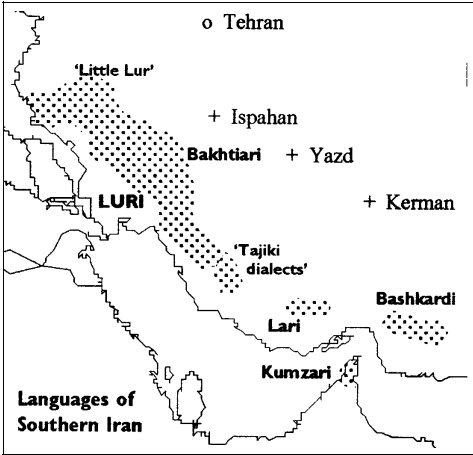 o Tehran
'Little Lur'
+ Ispahan
Bakhtiari
+ Yazd
LURI
+ Kerman
'Tajiki
dialects'
Bashkardi
Lari
Kumzari
Languages of
Southern Iran